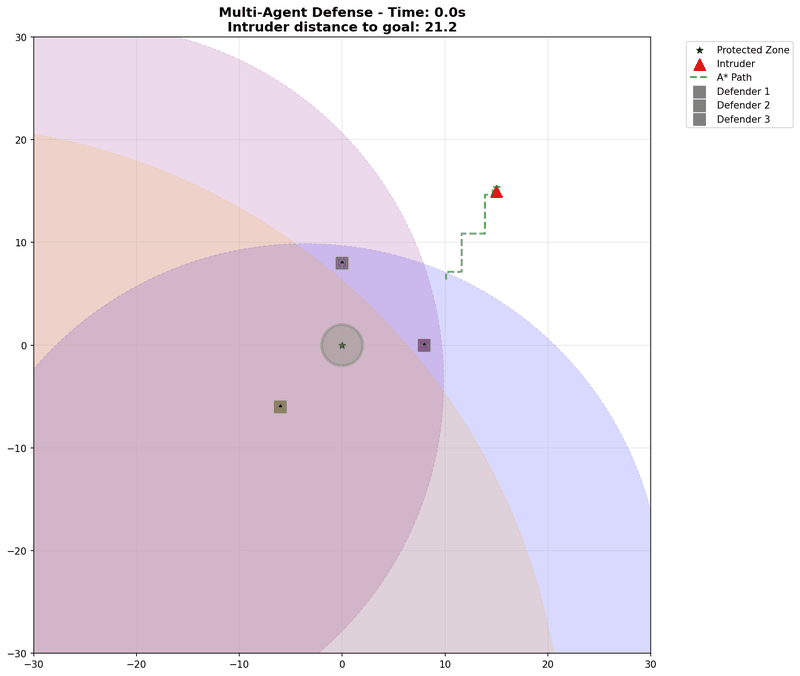 Multi-Agent Defense - Time: 0.0s
Intruder distance to goal: 21.2
Protected Zone
Intruder
A* Path
Defender 1
Defender 2
Defender 3
30
20
10
0
−10
−20
−30
−30
−20
−10
0
10
20
30